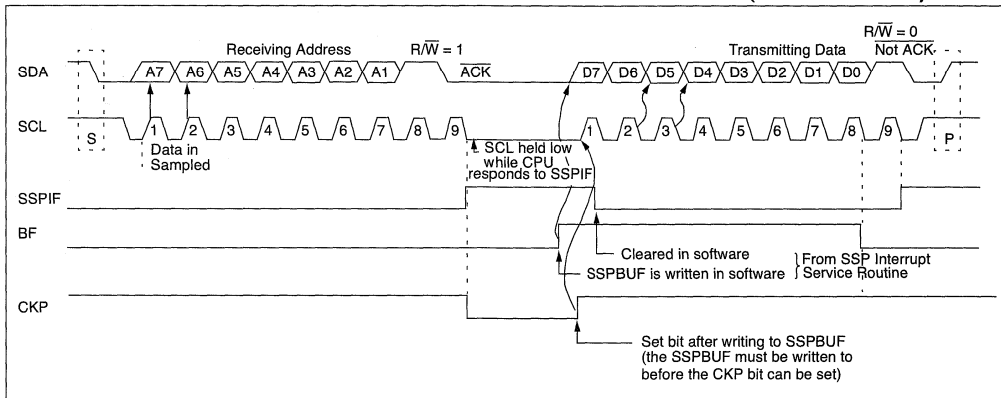 R/W̅ = 0
Receiving Address R/W̅ = 1 Transmitting Data Not ACK
SDA A7 A6 A5 A4 A3 A2 A1 A̅C̅K̅ D7 D6 D5 D4 D3 D2 D1 D0
SCL S 1 2 3 4 5 6 7 8 9 1 2 3 4 5 6 7 8 9 P
Data in
Sampled
SCL held low
while CPU
responds to SSPIF
SSPIF
BF
Cleared in software
SSPBUF is written in software
From SSP Interrupt
Service Routine
CKP
Set bit after writing to SSPBUF
(the SSPBUF must be written to
before the CKP bit can be set)